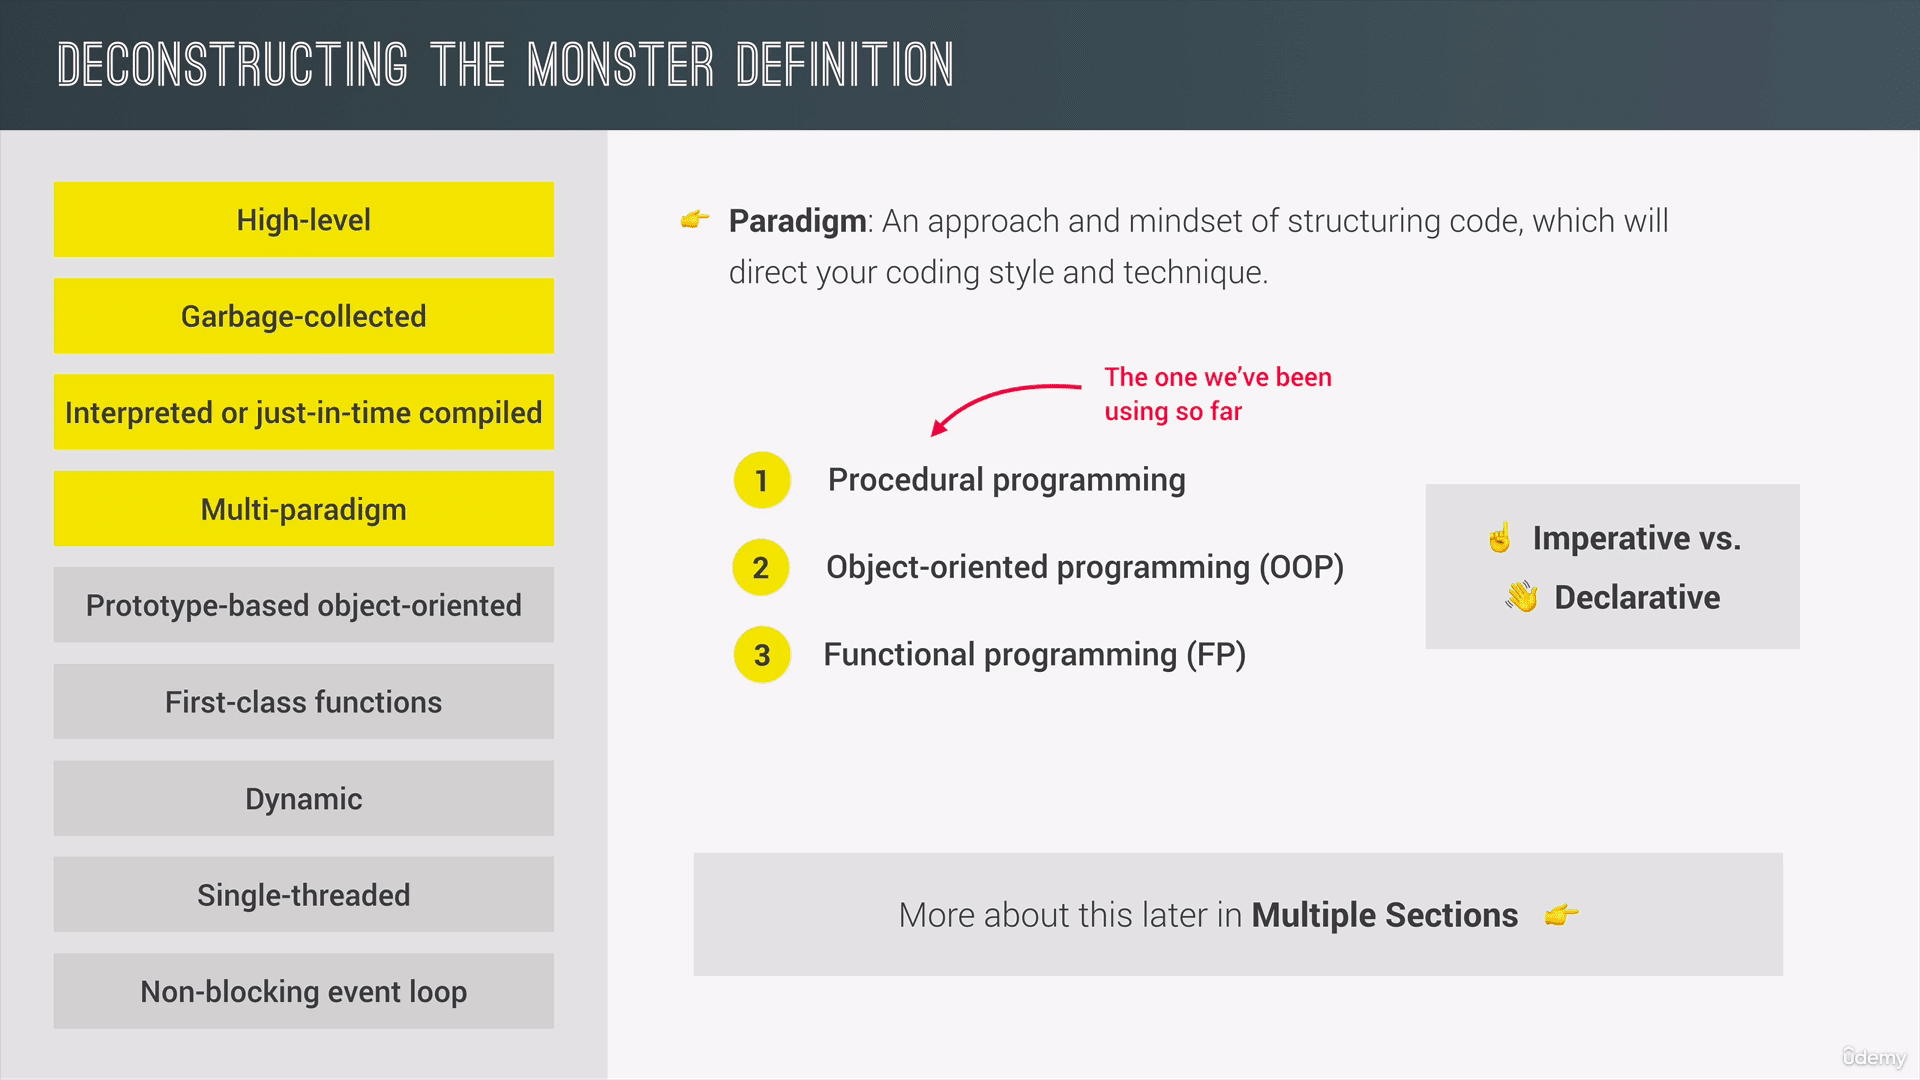 DECONSTRUCTING THE MONSTER DEFINITION
High-level
Garbage-collected
Interpreted or just-in-time compiled
Multi-paradigm
Prototype-based object-oriented
First-class functions
Dynamic
Single-threaded
Non-blocking event loop
👉 Paradigm: An approach and mindset of structuring code, which will
direct your coding style and technique.
The one we’ve been
using so far
1 Procedural programming
2 Object-oriented programming (OOP)
3 Functional programming (FP)
☝️ Imperative vs.
👋 Declarative
More about this later in Multiple Sections 👉
ûdemy